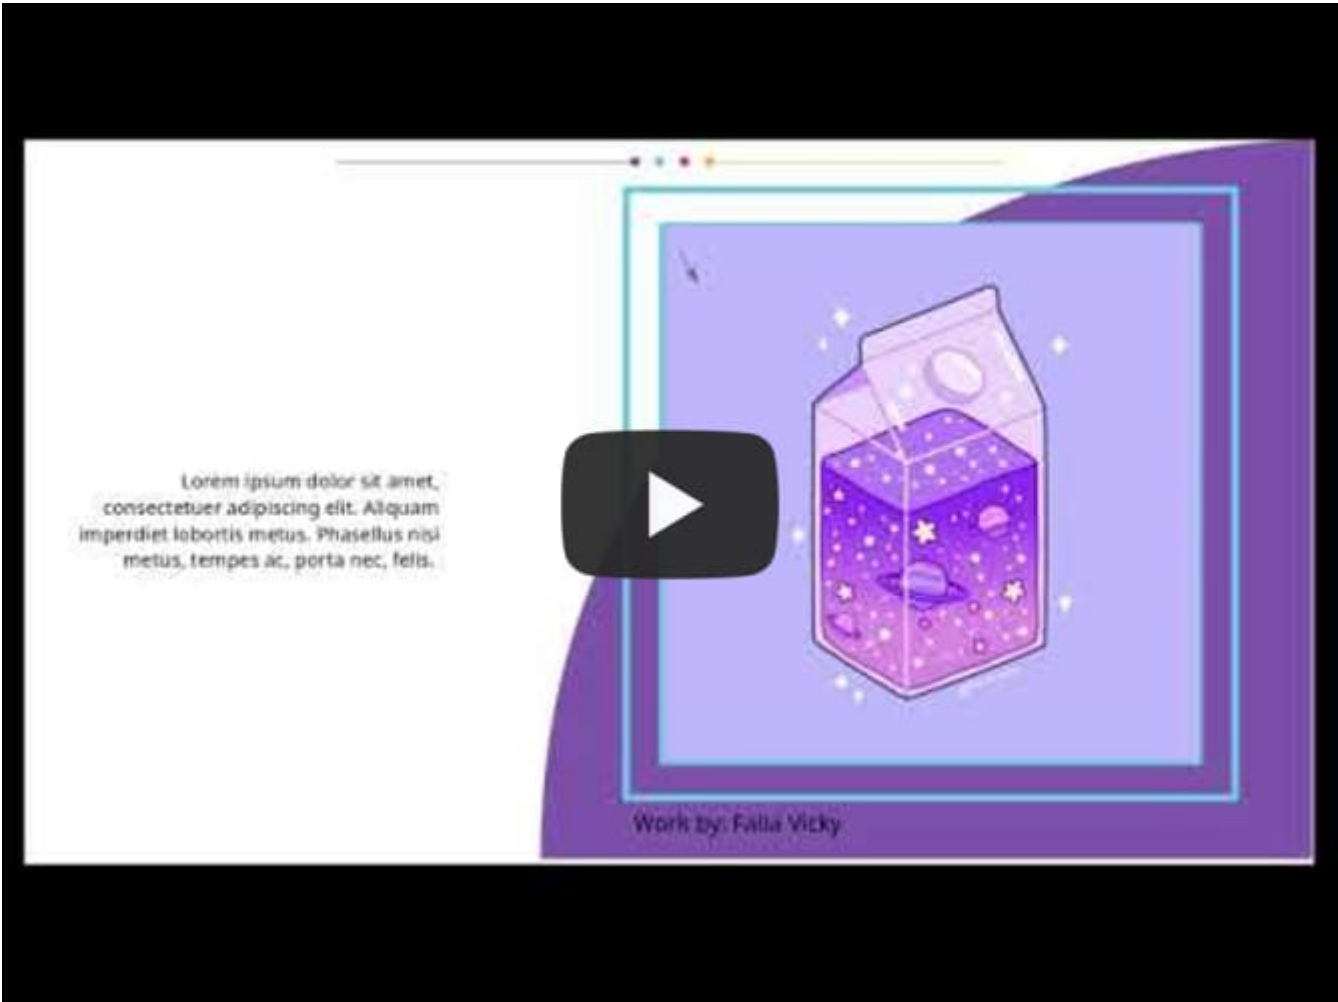 Lorem ipsum dolor sit amet,
consectetuer adipiscing elit. Aliquam
imperdiet lobortis metus. Phasellus nisi
metus, tempes ac, porta nec, felis.
Work by: Falla Vicky